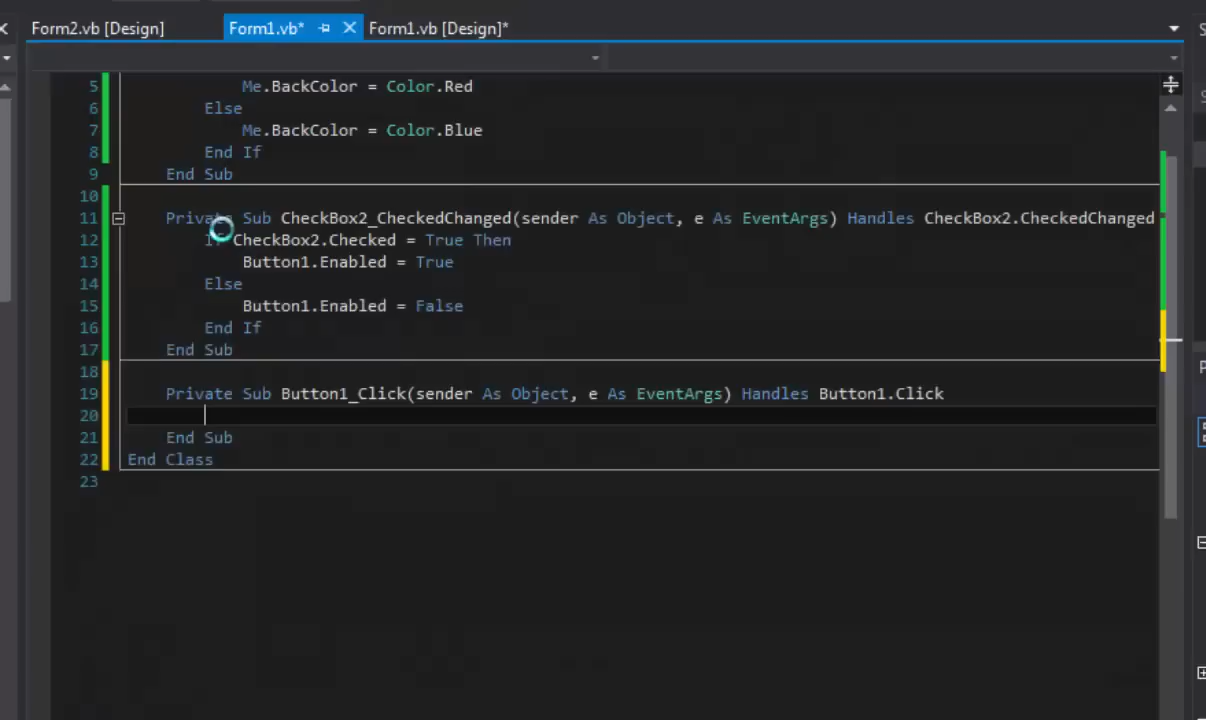 Form2.vb [Design] Form1.vb* Form1.vb [Design]*
5 Me.BackColor = Color.Red
6 Else
7 Me.BackColor = Color.Blue
8 End If
9 End Sub
10
11 Private Sub CheckBox2_CheckedChanged(sender As Object, e As EventArgs) Handles CheckBox2.CheckedChanged
12 If CheckBox2.Checked = True Then
13 Button1.Enabled = True
14 Else
15 Button1.Enabled = False
16 End If
17 End Sub
18
19 Private Sub Button1_Click(sender As Object, e As EventArgs) Handles Button1.Click
20
21 End Sub
22 End Class
23